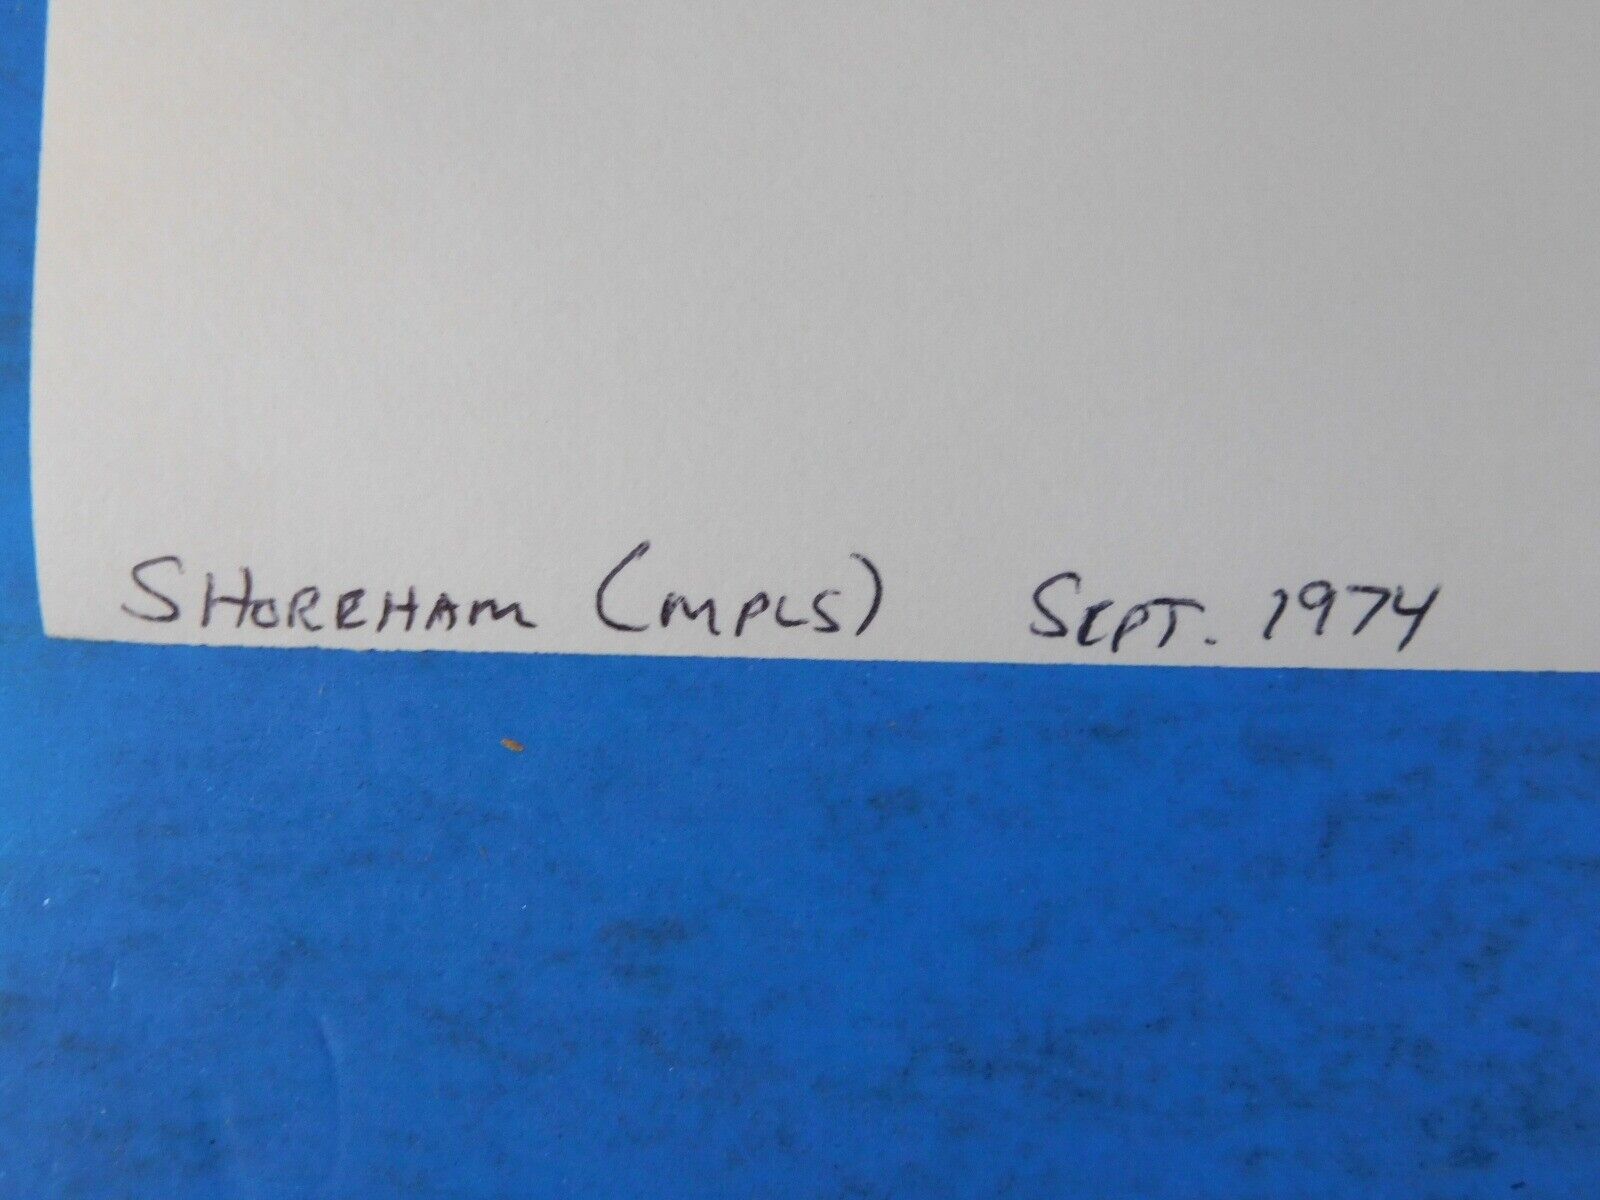 SHOREHAM (MPLS) SEPT. 1974